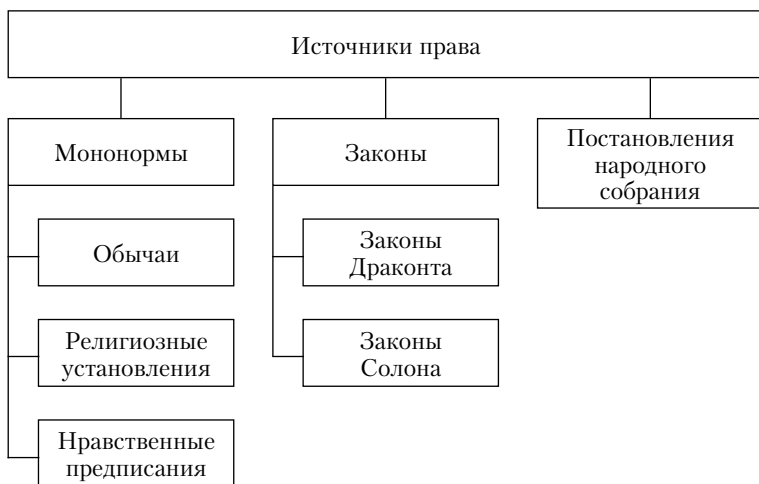 Источники права
Мононормы
Законы
Постановления
народного
собрания
Обычаи
Законы
Драконта
Религиозные
установления
Законы
Солона
Нравственные
предписания